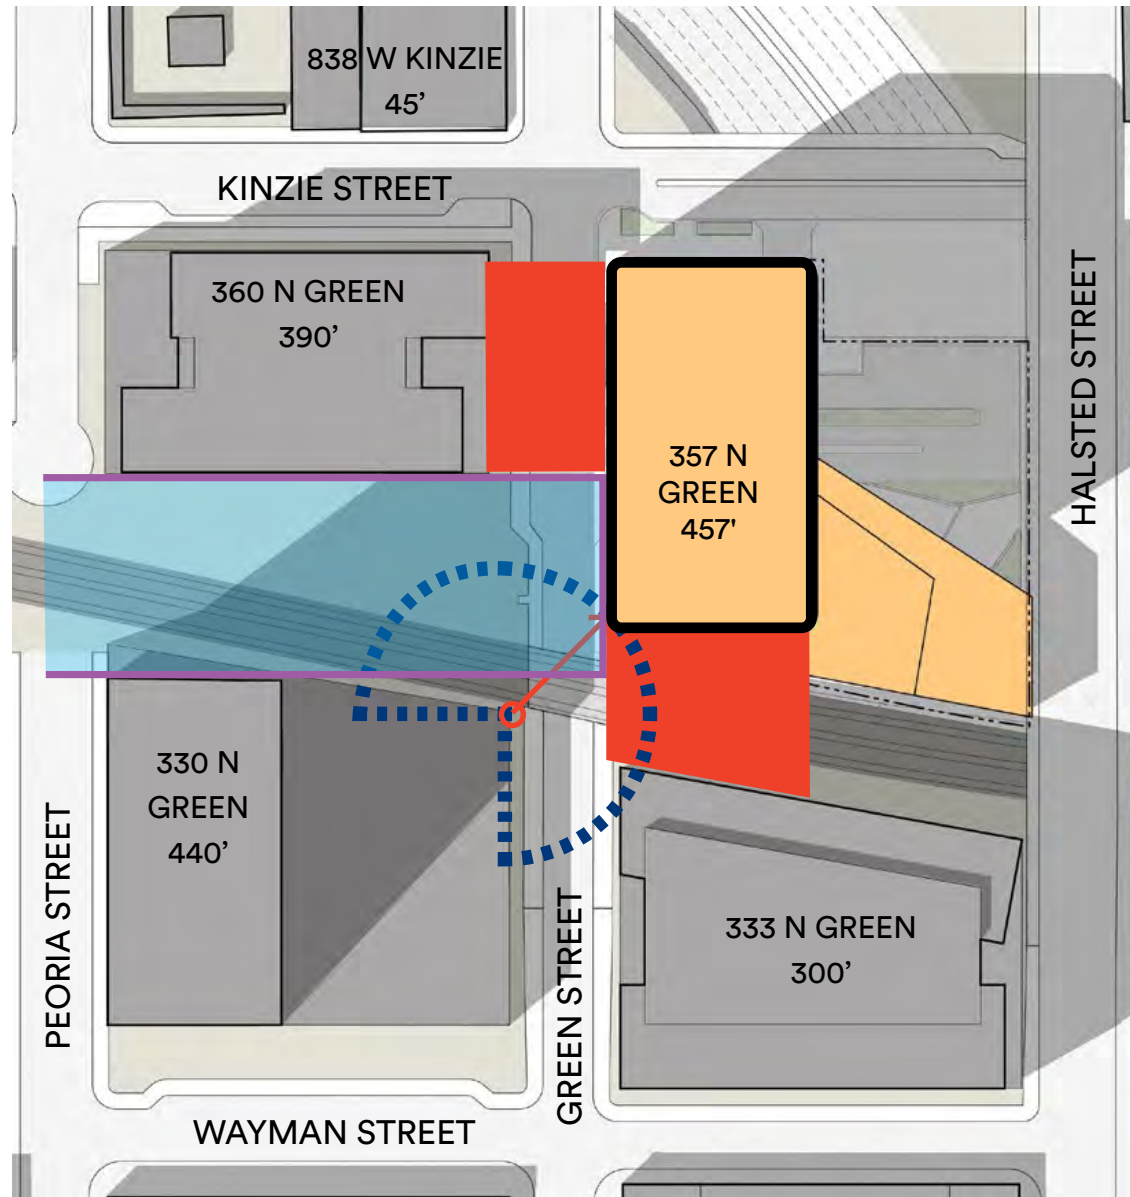 838 W KINZIE
45’
KINZIE STREET
360 N GREEN
390’
357 N
GREEN
457'
HALSTED STREET
330 N
GREEN
440’
PEORIA STREET
GREEN STREET
333 N GREEN
300’
WAYMAN STREET